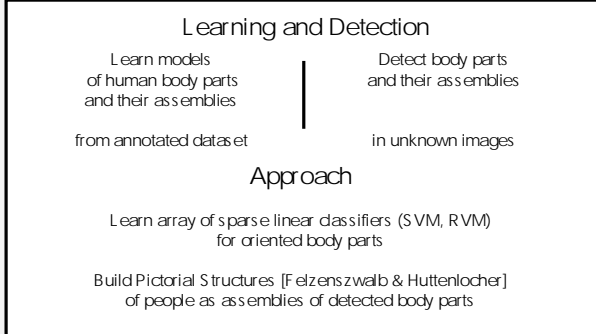 Learning and Detection
Learn models
of human body parts
and their assemblies
from annotated dataset
Detect body parts
and their assemblies
in unknown images
Approach
Learn array of sparse linear classifiers (SVM, RVM)
for oriented body parts
Build Pictorial Structures [Felzenszwalb & Huttenlocher]
of people as assemblies of detected body parts